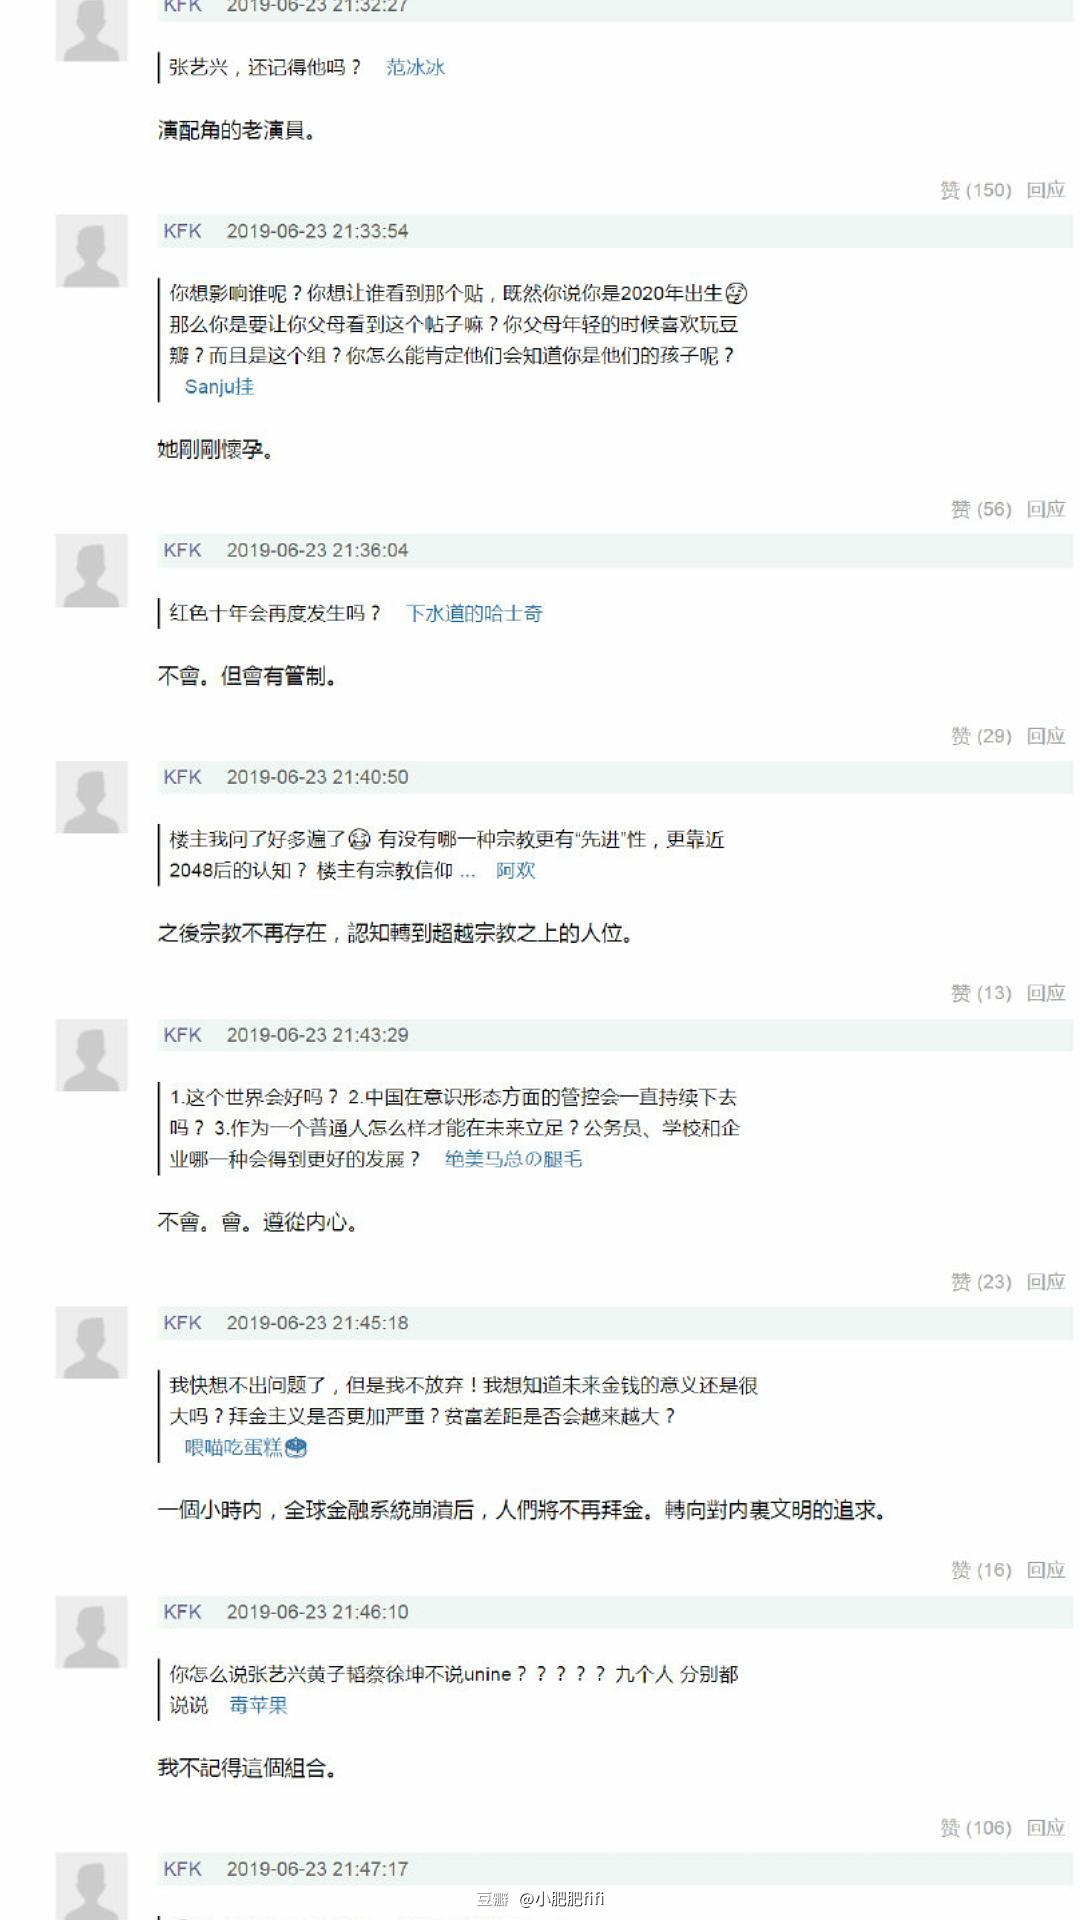 KFK 2019-06-23 21:32:27
张艺兴，还记得他吗？ 范冰冰
演配角的老演員。
赞 (150) 回应
KFK 2019-06-23 21:33:54
你想影响谁呢？你想让谁看到那个贴，既然你说你是2020年出生
那么你是要让你父母看到这个帖子嘛？你父母年轻的时候喜欢玩豆
瓣？而且是这个组？你怎么能肯定他们会知道你是他们的孩子呢？
Sanju挂
她剛剛懷孕。
赞 (56) 回应
KFK 2019-06-23 21:36:04
红色十年会再度发生吗？ 下水道的哈士奇
不會。但會有管制。
赞 (29) 回应
KFK 2019-06-23 21:40:50
楼主我问了好多遍了 有没有哪一种宗教更有“先进”性，更靠近
2048后的认知？ 楼主有宗教信仰 ... 阿欢
之後宗教不再存在，認知轉到超越宗教之上的人位。
赞 (13) 回应
KFK 2019-06-23 21:43:29
1.这个世界会好吗？ 2.中国在意识形态方面的管控会一直持续下去
吗？ 3.作为一个普通人怎么样才能在未来立足？公务员、学校和企
业哪一种会得到更好的发展？ 绝美马总の腿毛
不會。會。遵從内心。
赞 (23) 回应
KFK 2019-06-23 21:45:18
我快想不出问题了，但是我不放弃！我想知道未来金钱的意义还是很
大吗？拜金主义是否更加严重？贫富差距是否会越来越大？
喂喵吃蛋糕
一個小時内，全球金融系統崩潰后，人們將不再拜金。轉向對内裏文明的追求。
赞 (16) 回应
KFK 2019-06-23 21:46:10
你怎么说张艺兴黄子韬蔡徐坤不说unine？？？？？ 九个人 分别都
说说 毒苹果
我不記得這個組合。
赞 (106) 回应
KFK 2019-06-23 21:47:17
豆瓣 @小肥肥fifi